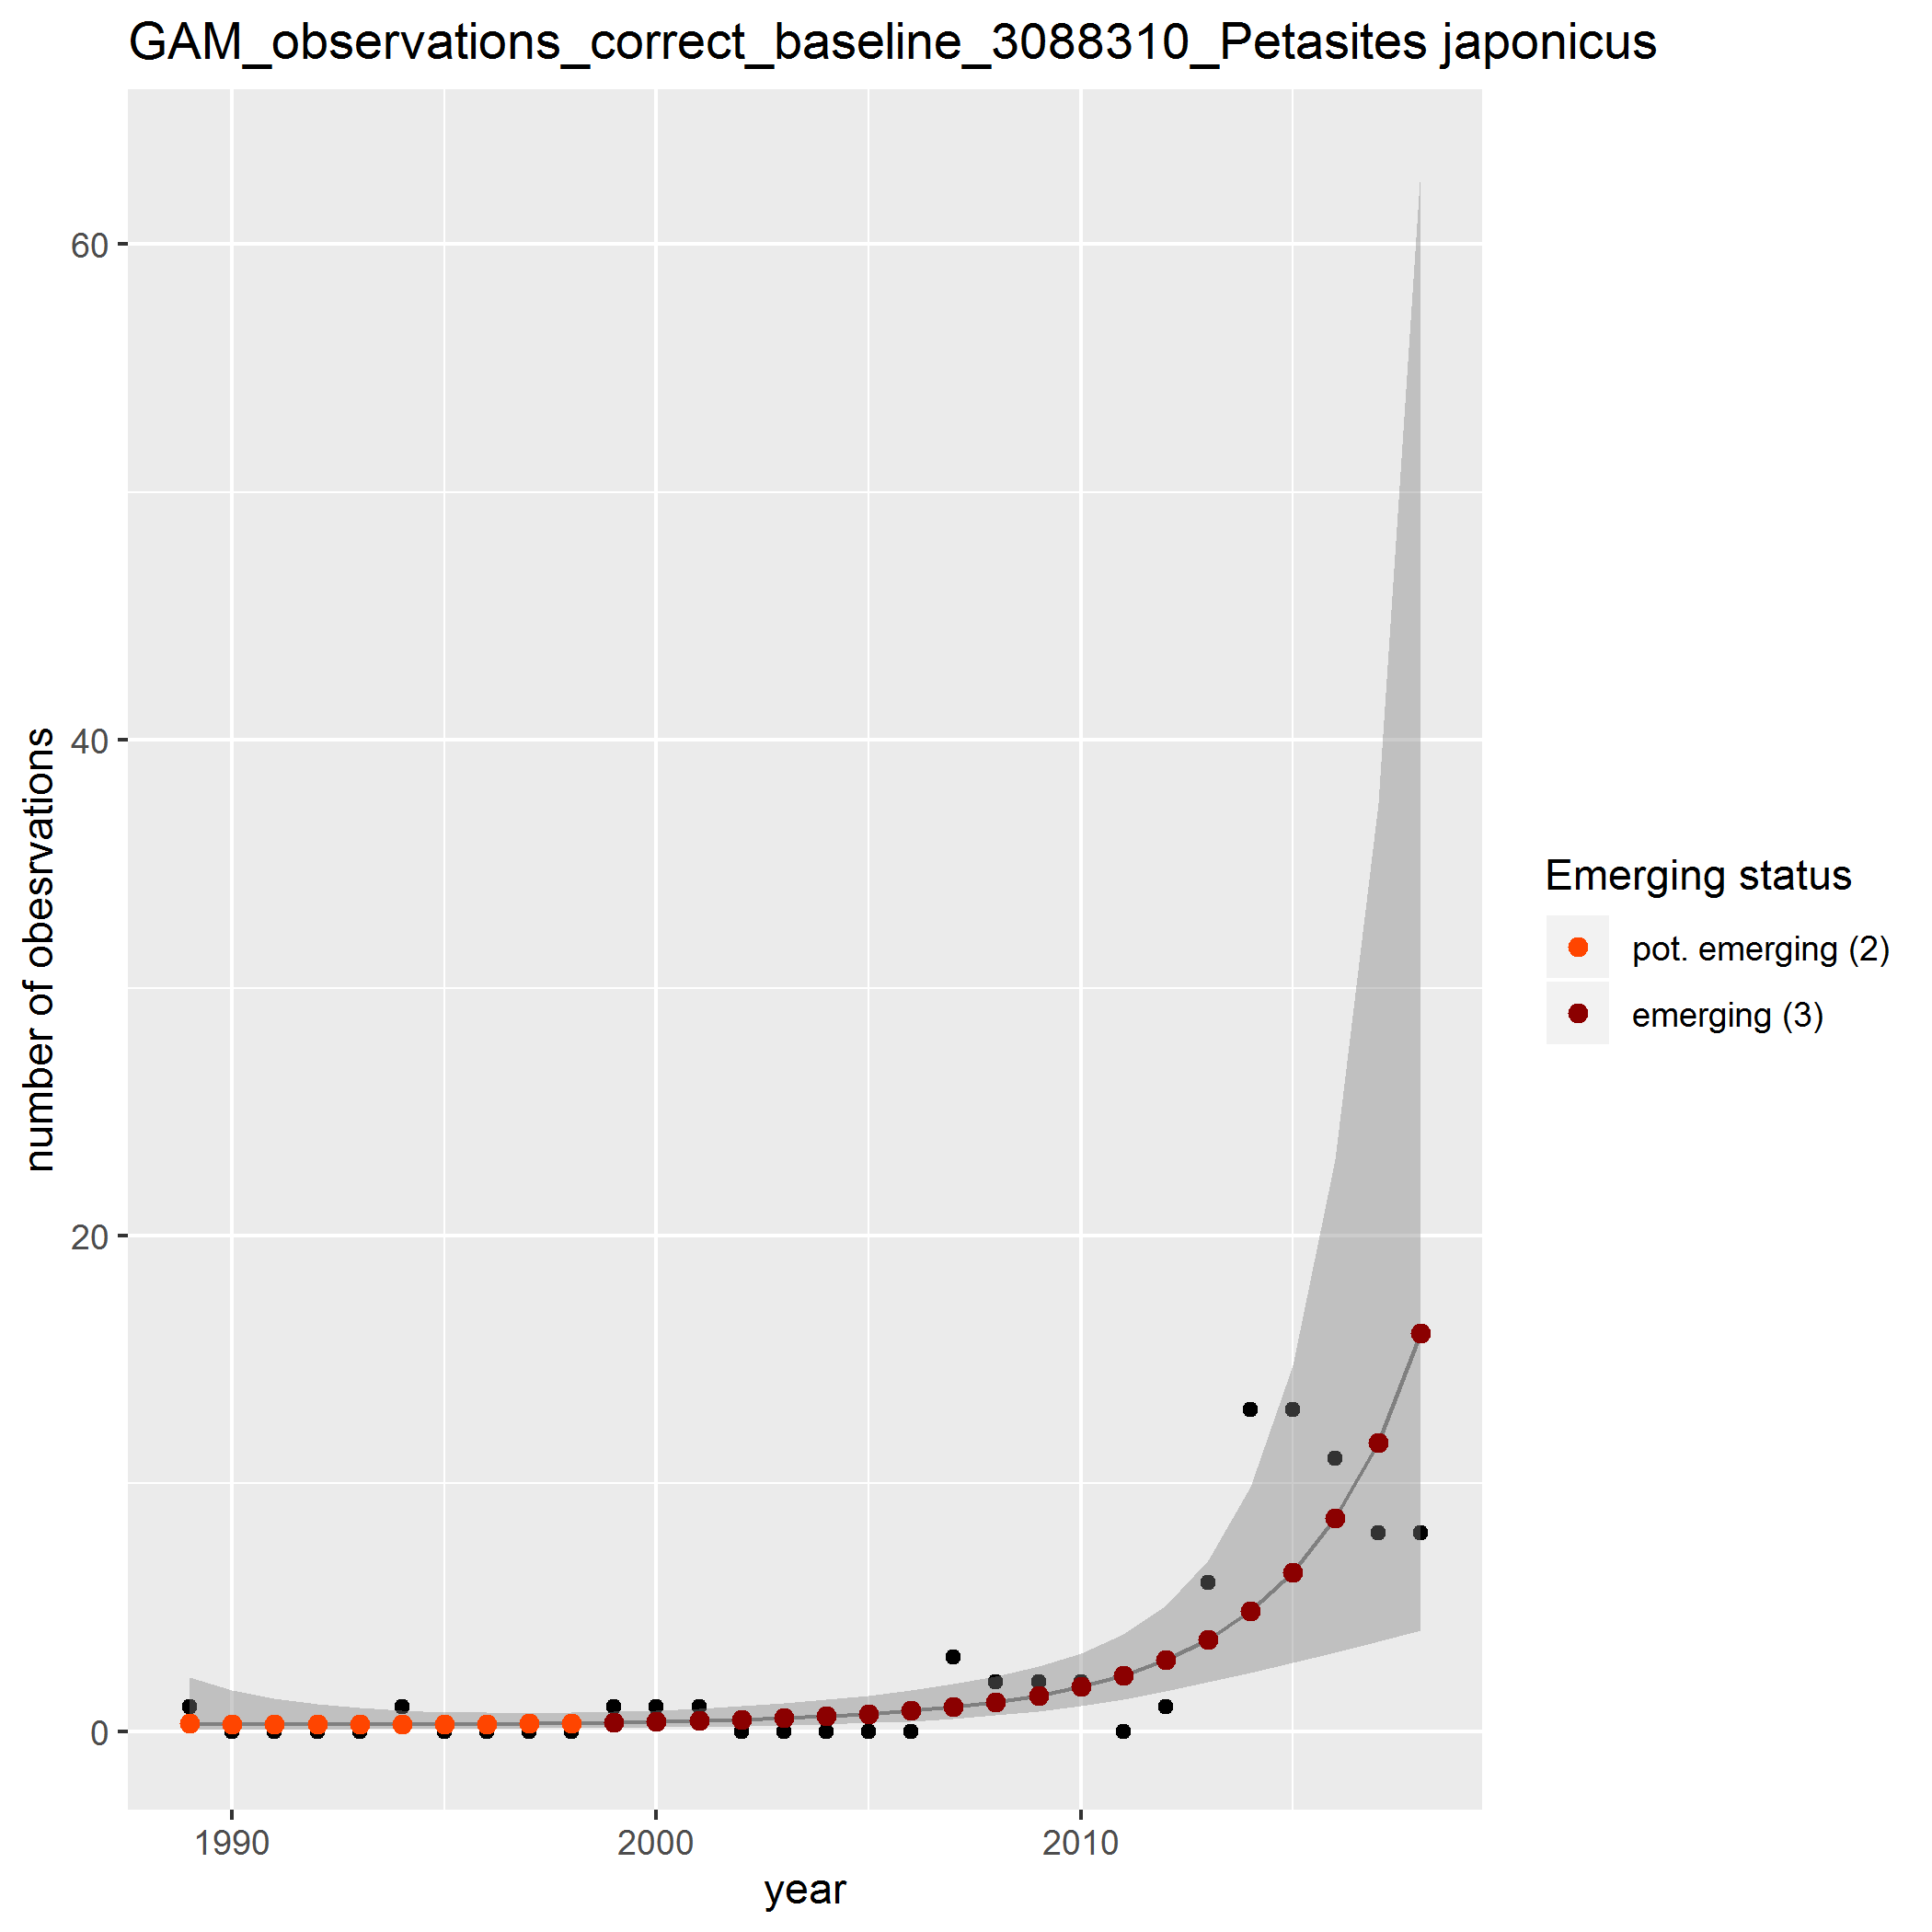 GAM_observations_correct_baseline_3088310_Petasites japonicus
60
40
20
0
number of obesrvations
1990
2000
2010
year
Emerging status
pot. emerging (2)
emerging (3)